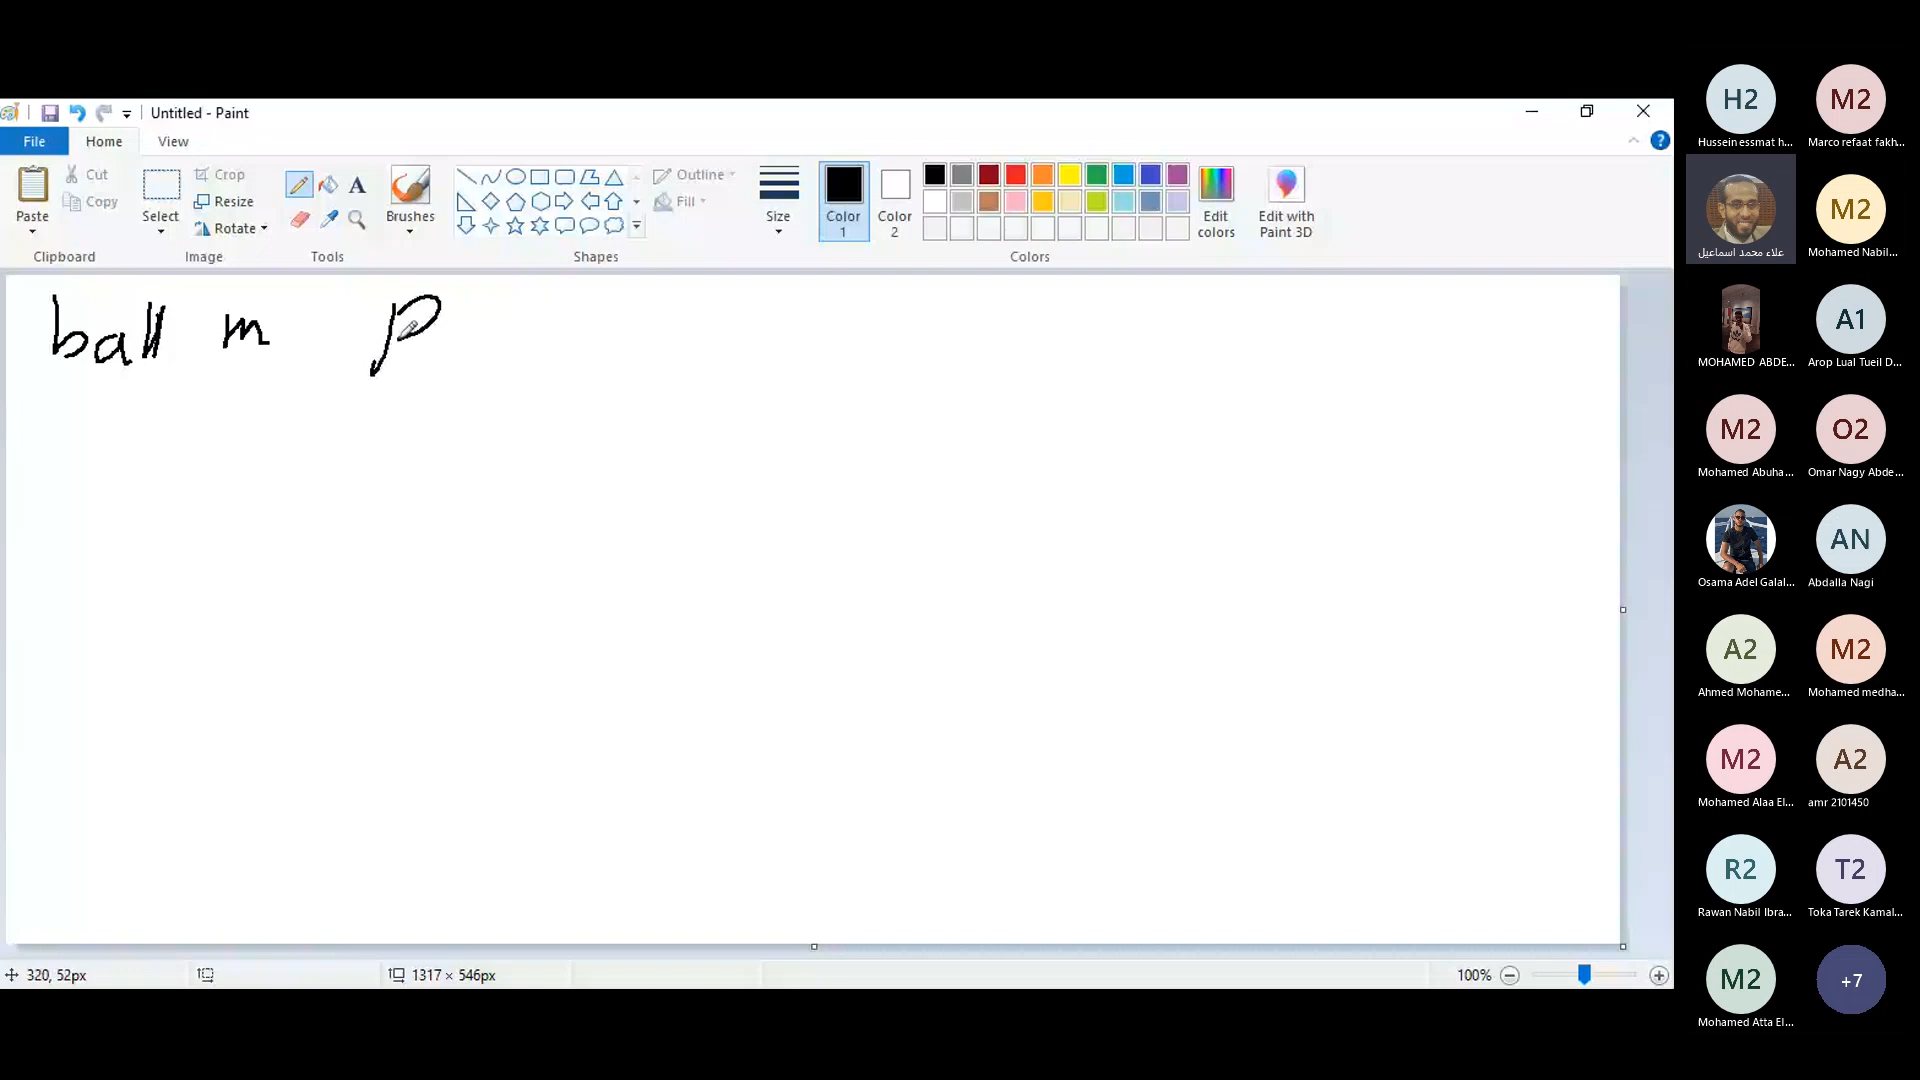 Untitled - Paint
File Home View
Paste
Cut
Copy
Clipboard
Select
Crop
Resize
Rotate
Image
Tools
Brushes
Shapes
Outline
Fill
Size
Color 1
Color 2
Edit colors
Edit with Paint 3D
Colors
ball m P
320, 52px
1317 × 546px
100%
H2
Hussein essmat h...
M2
Marco refaat fakh...
علاء محمد اسماعيل
M2
Mohamed Nabil...
MOHAMED ABDE...
A1
Arop Lual Tueil D...
M2
Mohamed Abuha...
O2
Omar Nagy Abde...
Osama Adel Galal...
AN
Abdalla Nagi
A2
Ahmed Mohame...
M2
Mohamed medha...
M2
Mohamed Alaa El...
A2
amr 2101450
R2
Rawan Nabil Ibra...
T2
Toka Tarek Kamal...
M2
Mohamed Atta El...
+7